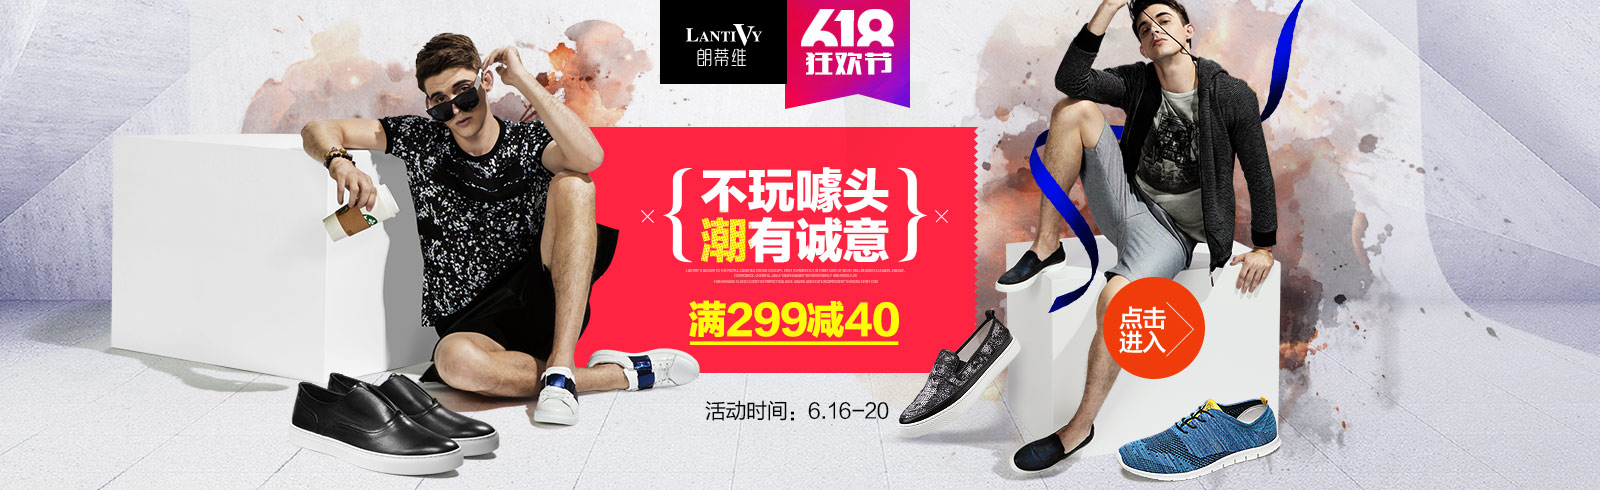 LANTIVY
朗蒂维
618
狂欢节
不玩噱头
潮有诚意
满299减40
点击
进入
活动时间：6.16-20